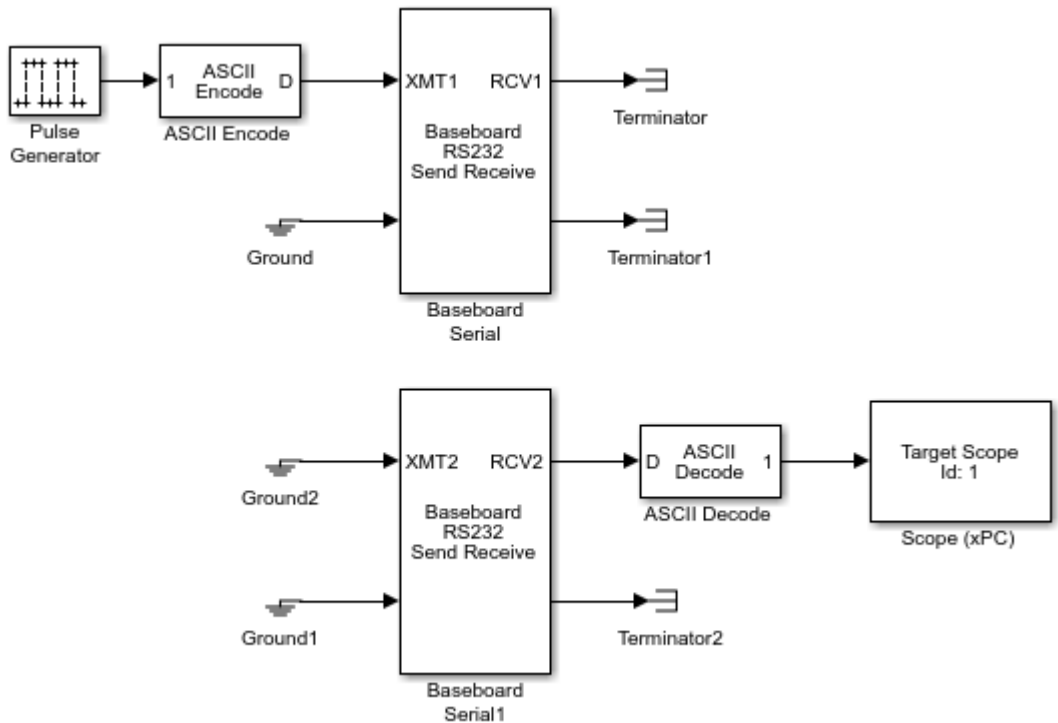 1
ASCII
Encode
D
XMT1
RCV1
Pulse
Generator
ASCII Encode
Baseboard
RS232
Send Receive
Terminator
Ground
Terminator1
Baseboard
Serial
XMT2
RCV2
D
ASCII
Decode
1
Target Scope
Id: 1
Ground2
Baseboard
RS232
Send Receive
ASCII Decode
Scope (xPC)
Ground1
Terminator2
Baseboard
Serial1